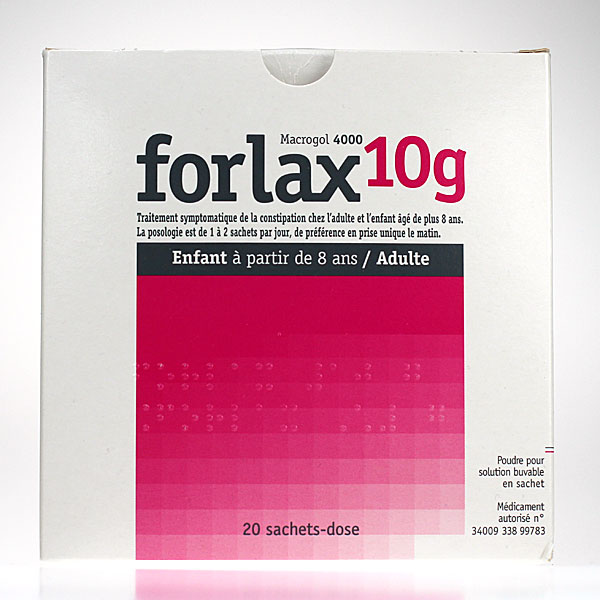 Macrogol 4000
forlax 10g
Traitement symptomatique de la constipation chez l'adulte et l'enfant âgé de plus 8 ans.
La posologie est de 1 à 2 sachets par jour, de préférence en prise unique le matin.
Enfant à partir de 8 ans / Adulte
Poudre pour
solution buvable
en sachet
Médicament
autorisé n°
34009 338 99783
20 sachets-dose